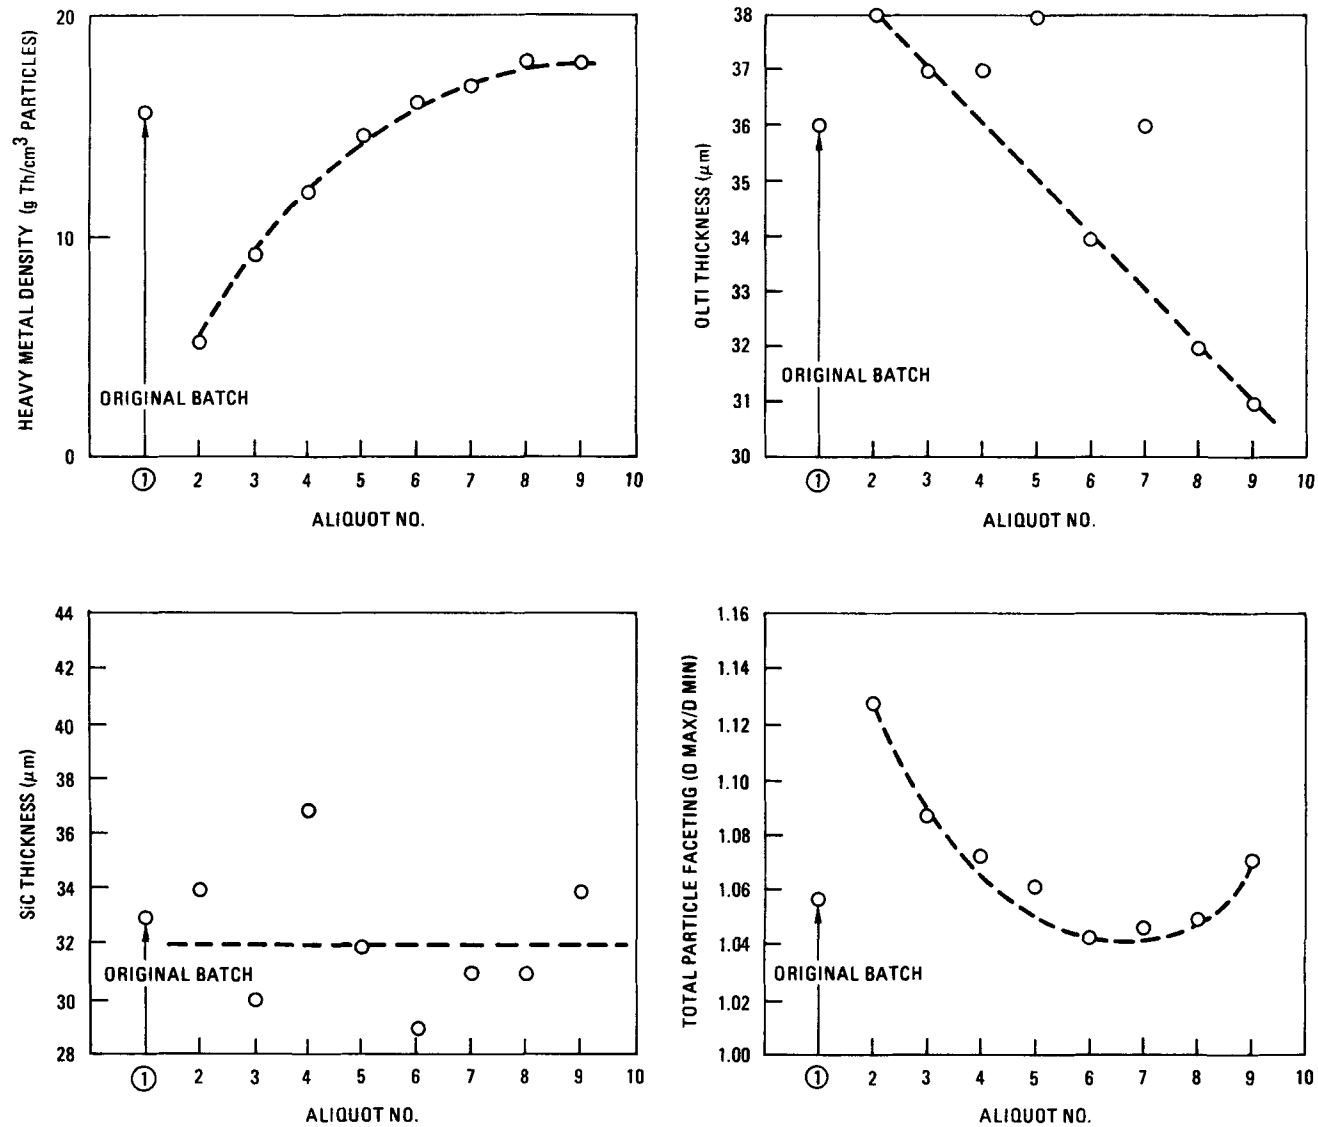 20
10
0
HEAVY METAL DENSITY (g Th/cm³ PARTICLES)
ORIGINAL BATCH
1 2 3 4 5 6 7 8 9 10
ALIQUOT NO.
38
37
36
35
34
33
32
31
30
OLTI THICKNESS (μm)
ORIGINAL BATCH
1 2 3 4 5 6 7 8 9 10
ALIQUOT NO.
44
42
40
38
36
34
32
30
28
SiC THICKNESS (μm)
ORIGINAL BATCH
1 2 3 4 5 6 7 8 9 10
ALIQUOT NO.
1.16
1.14
1.12
1.10
1.08
1.06
1.04
1.02
1.00
TOTAL PARTICLE FACETING (D MAX/D MIN)
ORIGINAL BATCH
1 2 3 4 5 6 7 8 9 10
ALIQUOT NO.